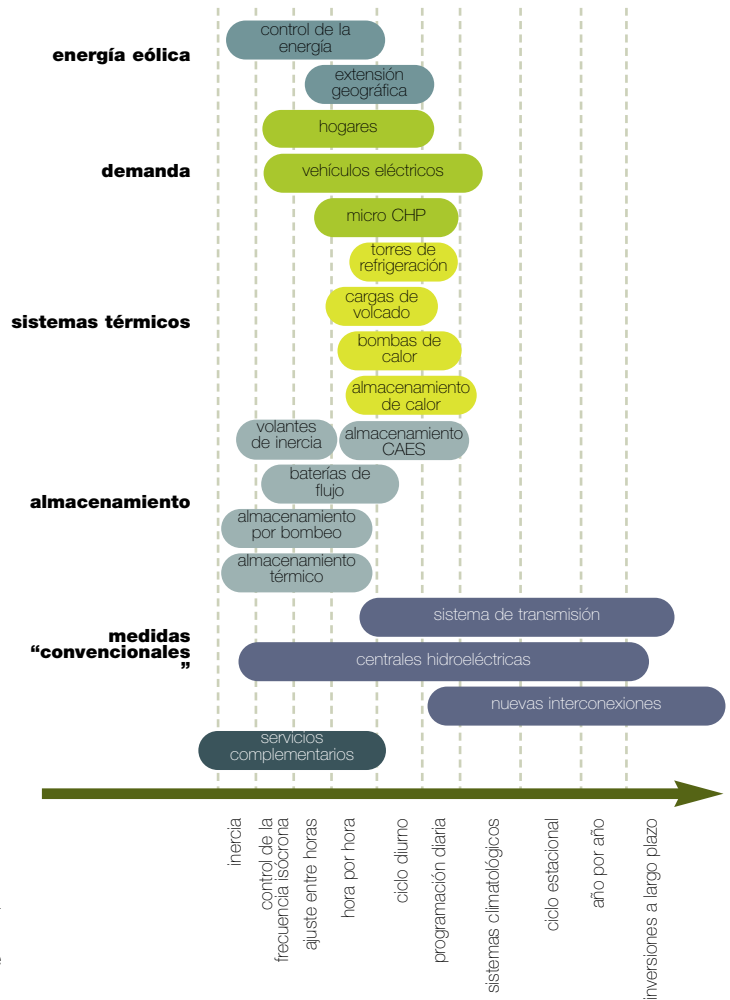 energía eólica
control de la
energía
extensión
geográfica
demanda
hogares
vehículos eléctricos
micro CHP
sistemas térmicos
torres de
refrigeración
cargas de
volcado
bombas de
calor
almacenamiento
de calor
almacenamiento
volantes
de inercia
almacenamiento
CAES
baterías de
flujo
almacenamiento
por bombeo
almacenamiento
térmico
medidas
“convencionales
”
sistema de transmisión
centrales hidroeléctricas
nuevas interconexiones
servicios
complementarios
inercia
control de la
frecuencia isócrona
ajuste entre horas
hora por hora
ciclo diurno
programación diaria
sistemas climatológicos
ciclo estacional
año por año
inversiones a largo plazo